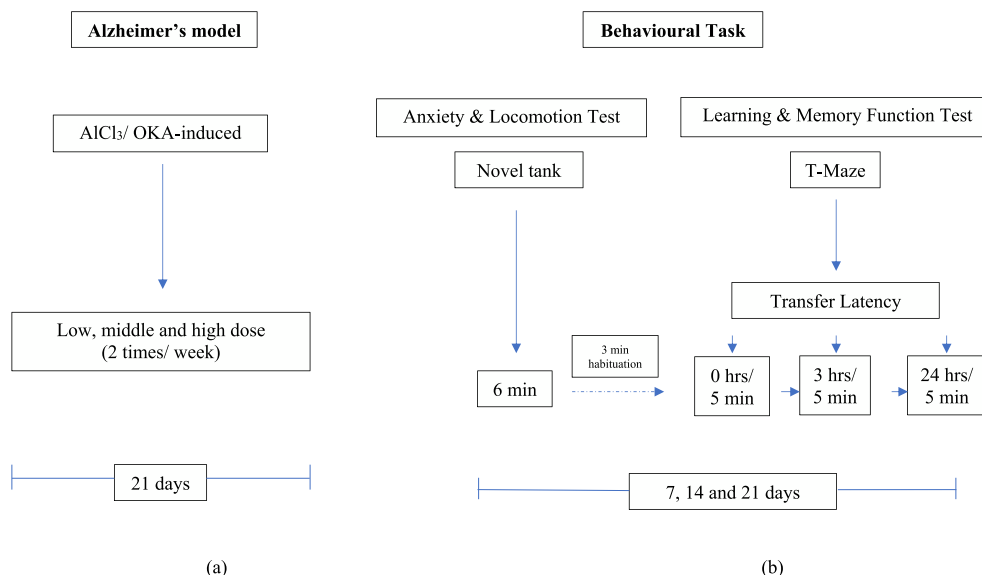 Alzheimer's model
AlCl₃/ OKA-induced
Low, middle and high dose
(2 times/ week)
21 days
(a)
Behavioural Task
Anxiety & Locomotion Test
Novel tank
6 min
3 min
habituation
Learning & Memory Function Test
T-Maze
Transfer Latency
0 hrs/
5 min
3 hrs/
5 min
24 hrs/
5 min
7, 14 and 21 days
(b)